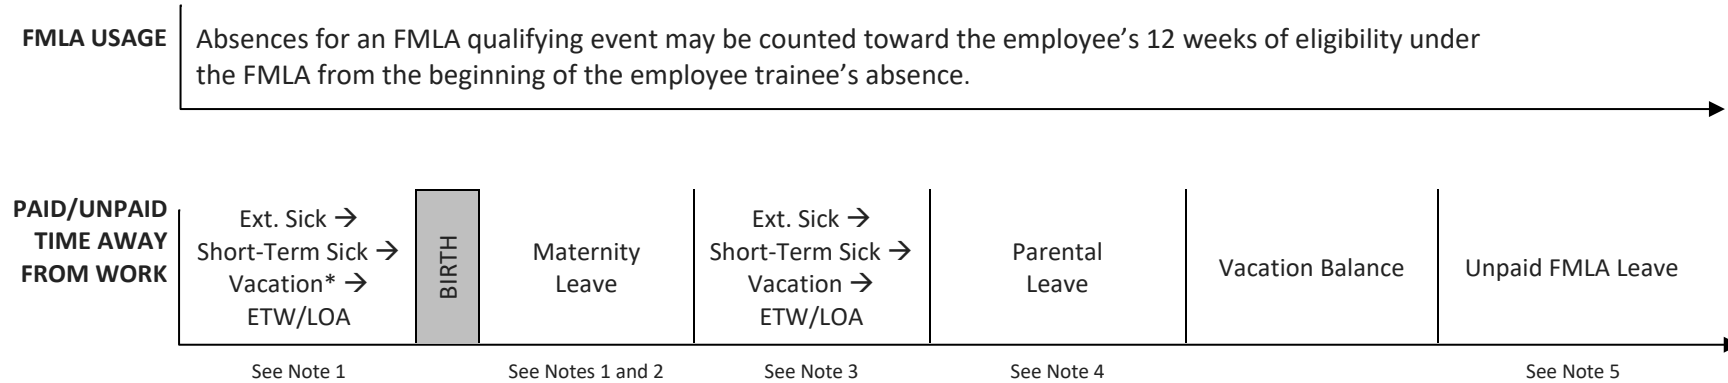 FMLA USAGE
Absences for an FMLA qualifying event may be counted toward the employee’s 12 weeks of eligibility under
the FMLA from the beginning of the employee trainee’s absence.
PAID/UNPAID
TIME AWAY
FROM WORK
Ext. Sick →
Short-Term Sick →
Vacation* →
ETW/LOA
BIRTH
Maternity
Leave
Ext. Sick →
Short-Term Sick →
Vacation →
ETW/LOA
Parental
Leave
Vacation Balance
Unpaid FMLA Leave
See Note 1
See Notes 1 and 2
See Note 3
See Note 4
See Note 5